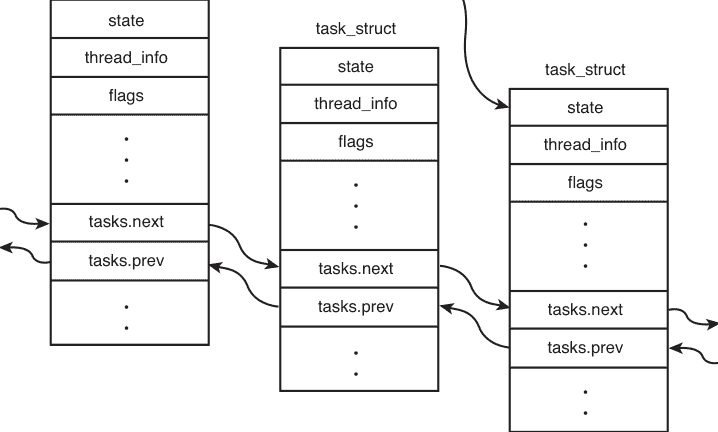 state
thread_info
flags
tasks.next
tasks.prev
task_struct
state
thread_info
flags
tasks.next
tasks.prev
task_struct
state
thread_info
flags
tasks.next
tasks.prev